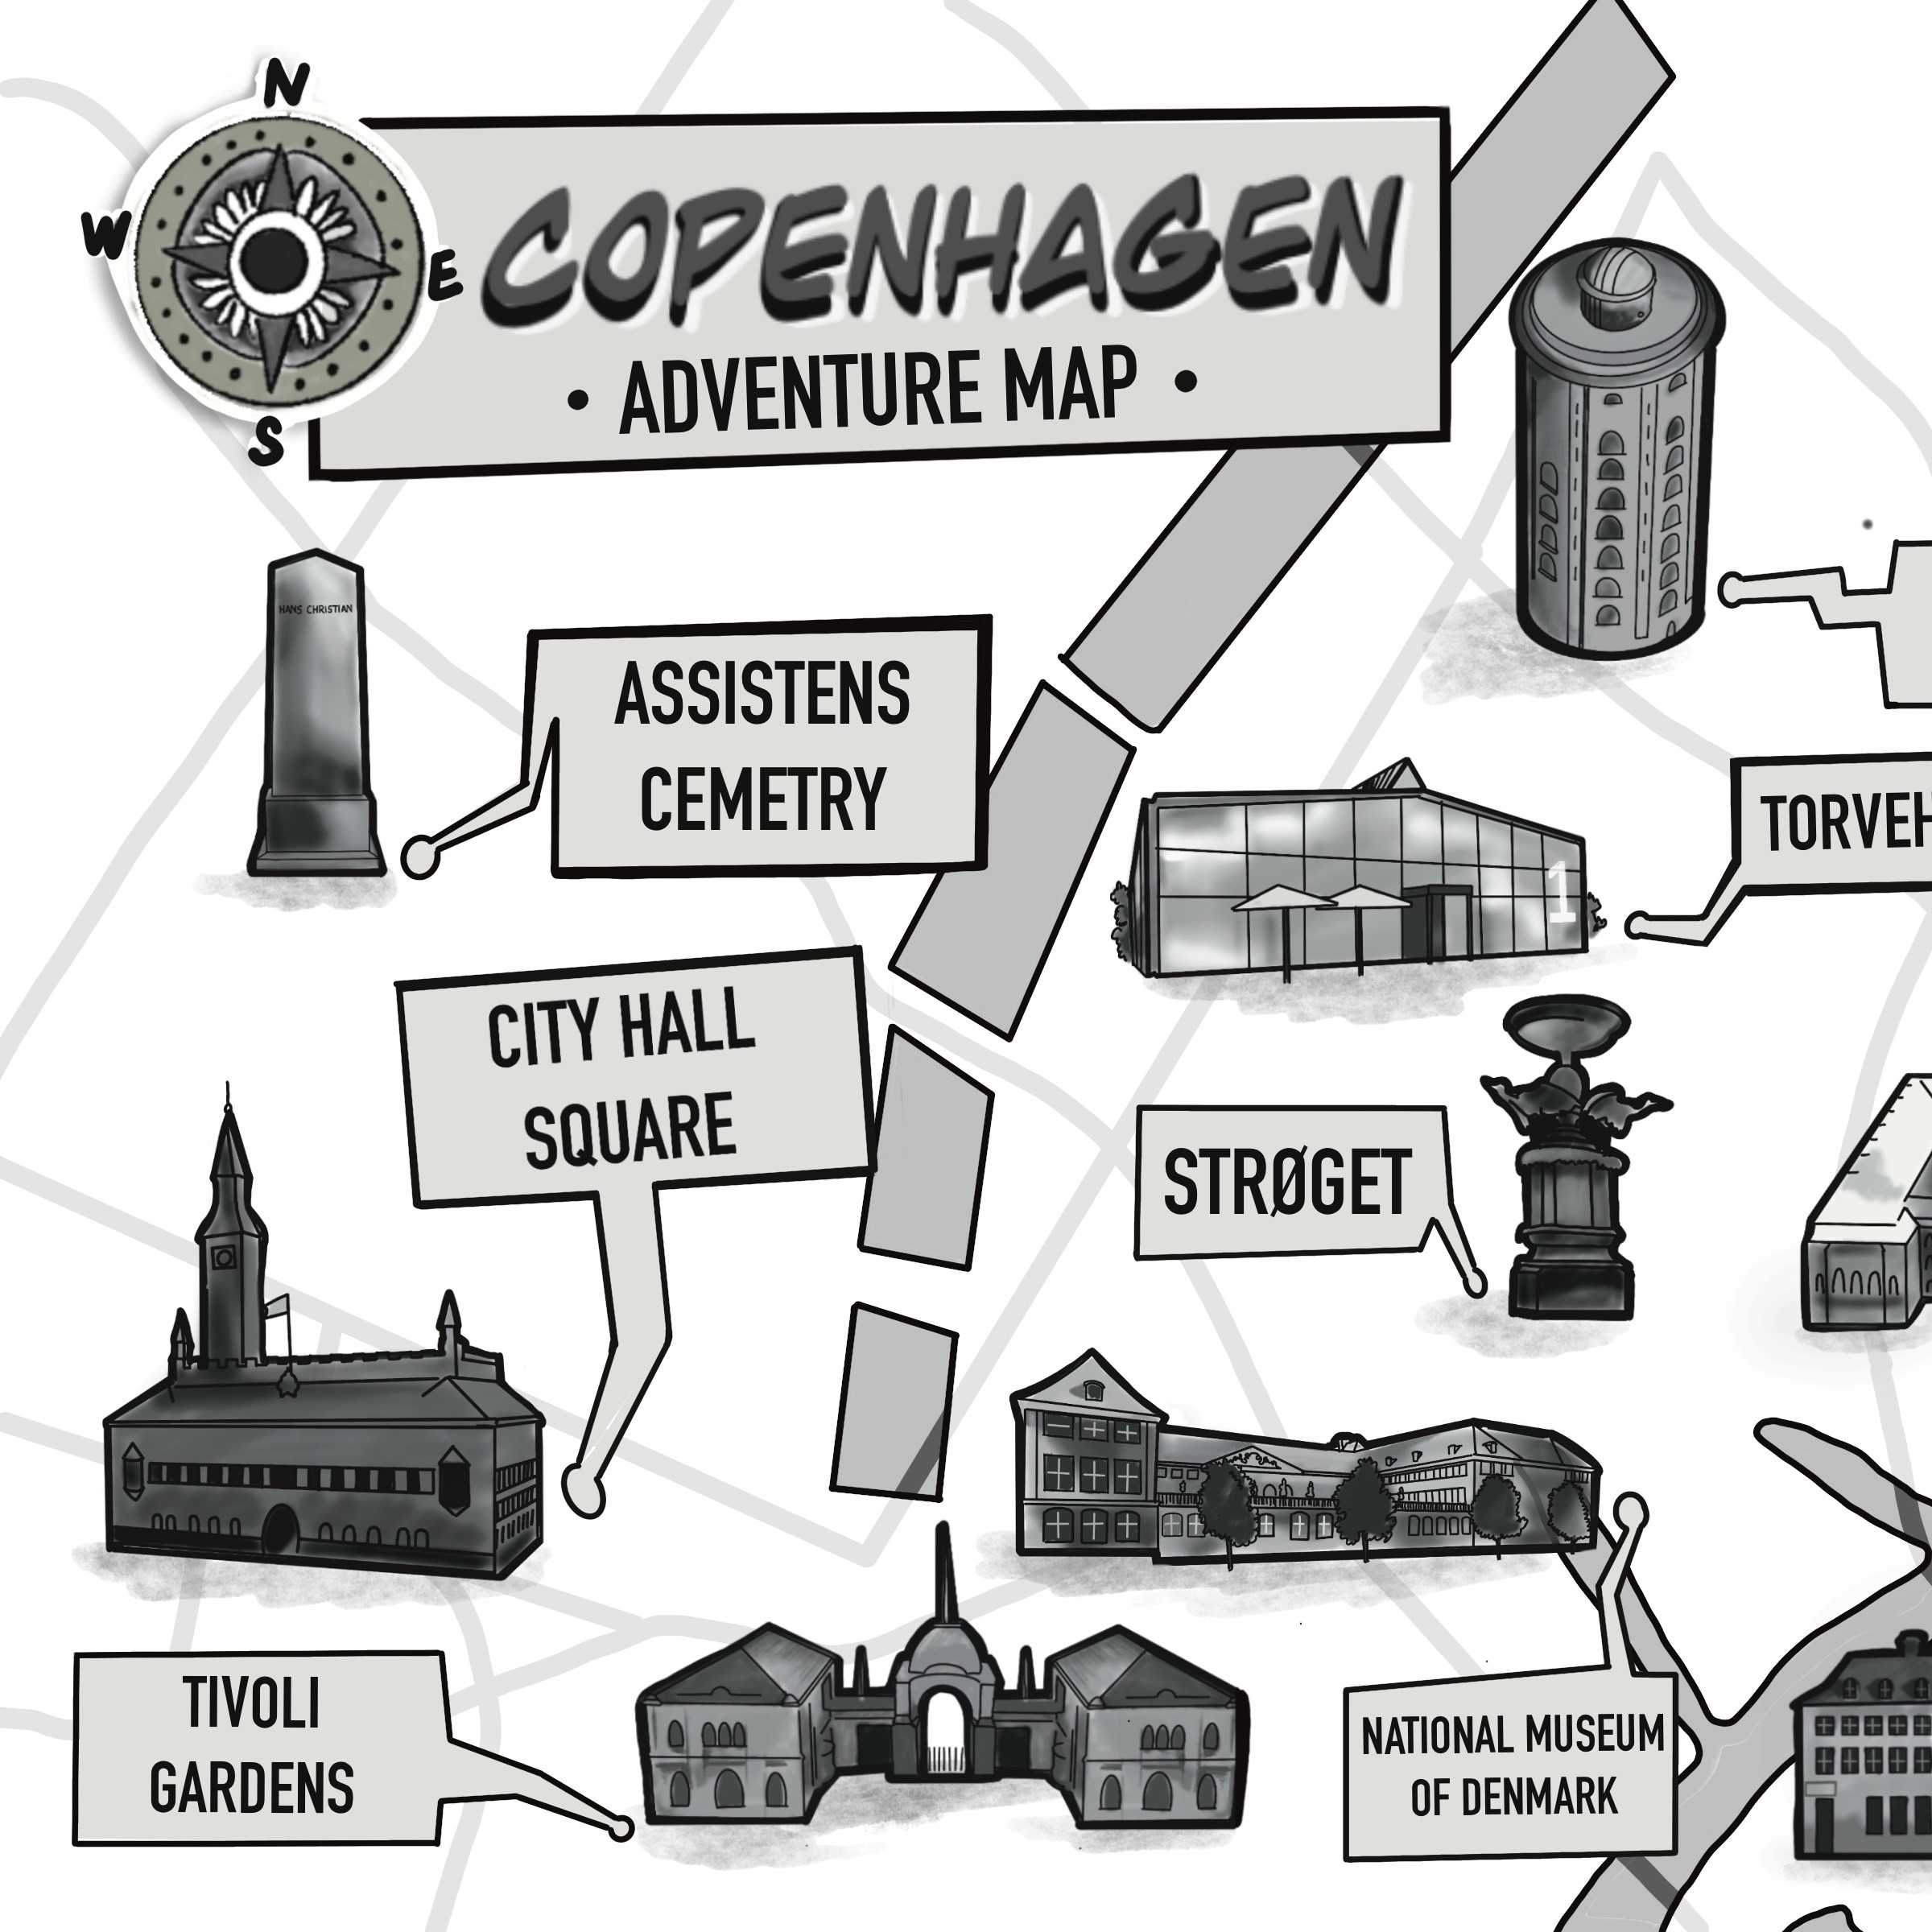 N
W
E
S
COPENHAGEN
• ADVENTURE MAP •
HANS CHRISTIAN
ASSISTENS
CEMETRY
TORVEH
1
CITY HALL
SQUARE
STRØGET
TIVOLI
GARDENS
NATIONAL MUSEUM
OF DENMARK